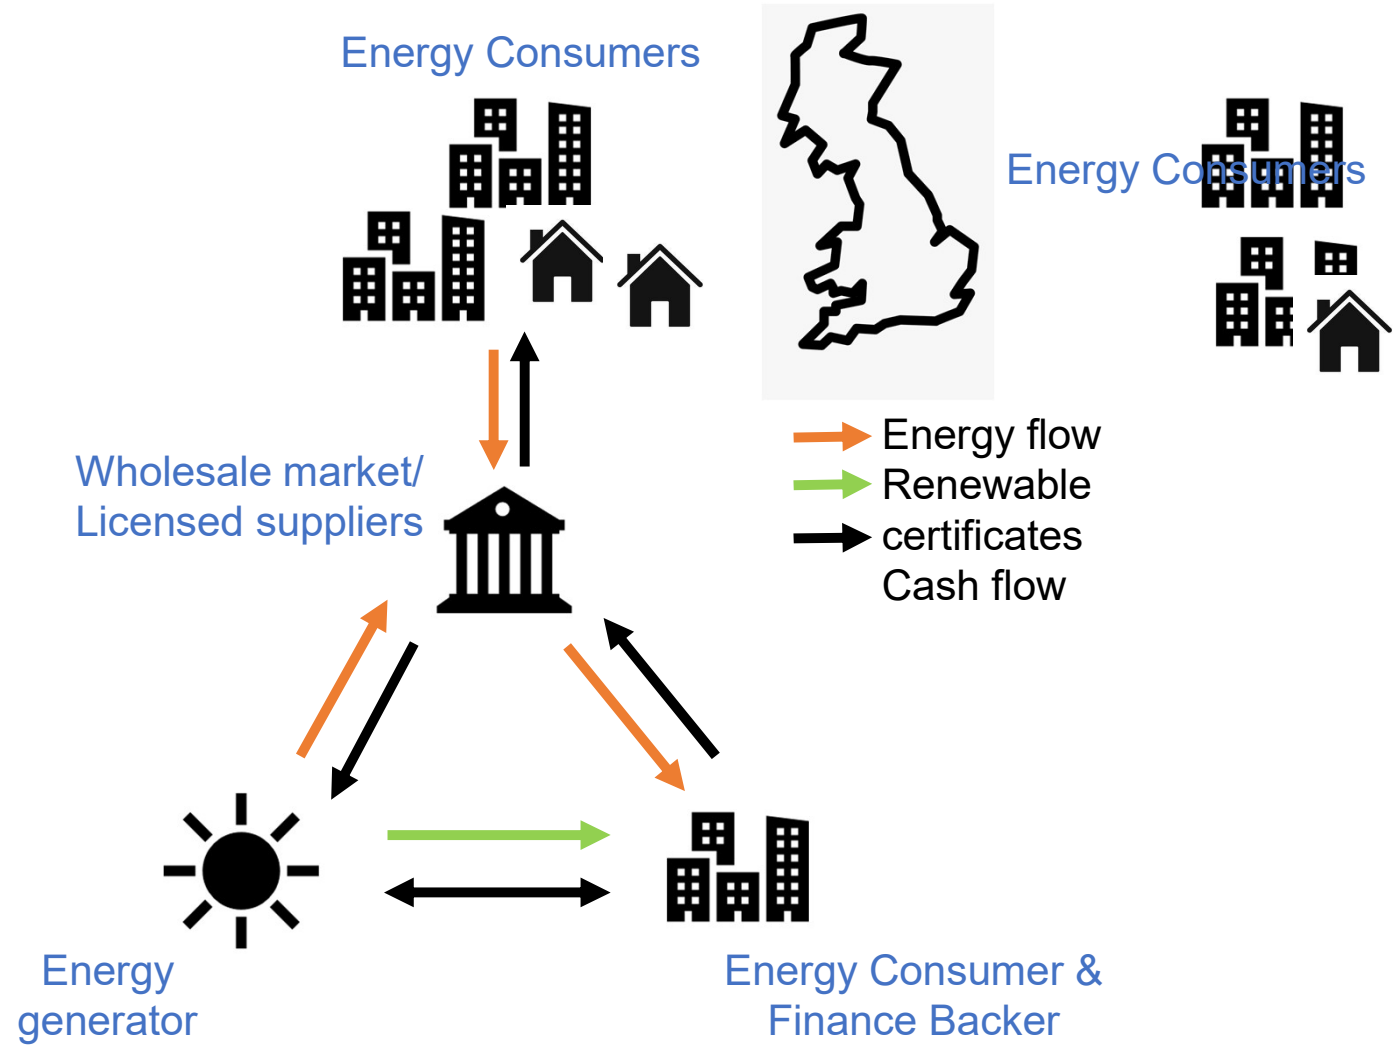 Energy Consumers
Energy Consumers
Energy flow
Renewable
certificates
Cash flow
Wholesale market/
Licensed suppliers
Energy
generator
Energy Consumer &
Finance Backer